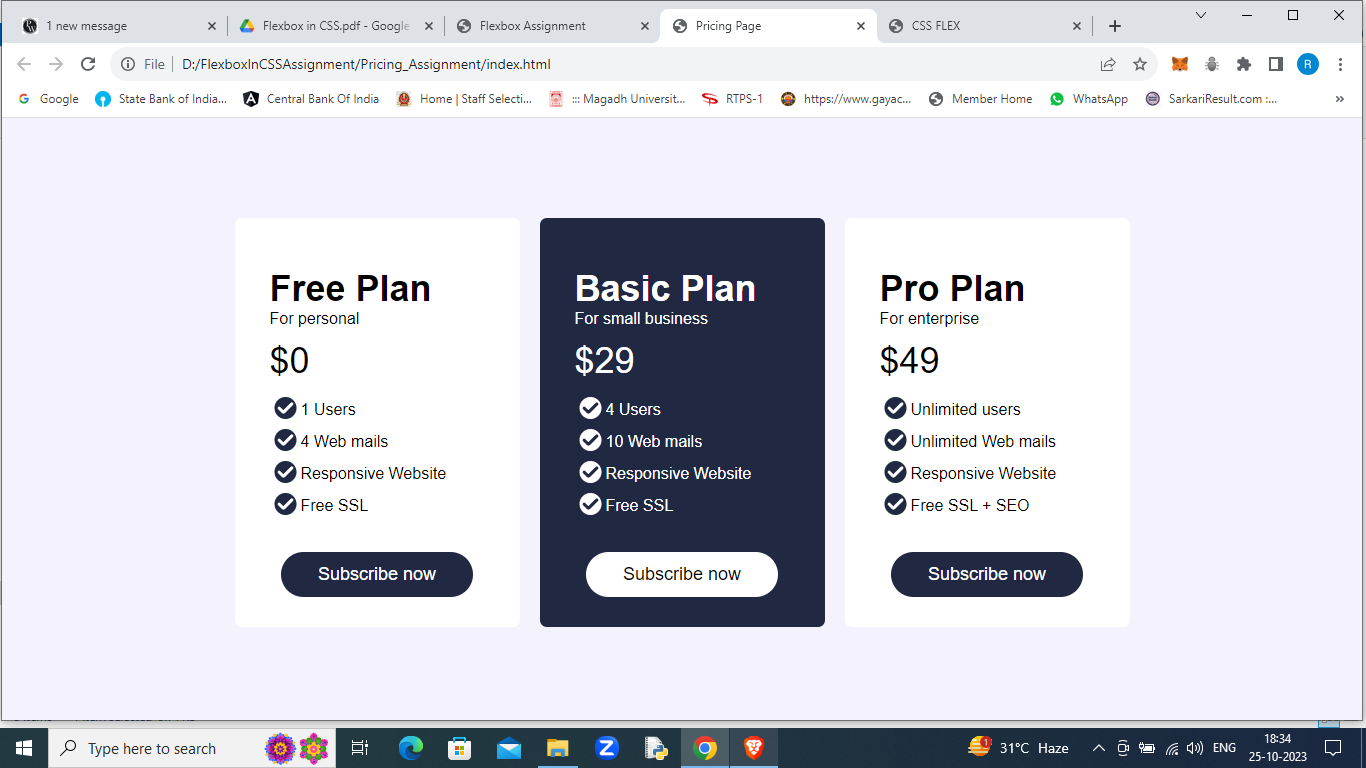 1 new message
Flexbox in CSS.pdf - Google
Flexbox Assignment
Pricing Page
CSS FLEX
File
D:/FlexboxInCSSAssignment/Pricing_Assignment/index.html
R
Google
State Bank of India...
Central Bank Of India
Home | Staff Selecti...
::: Magadh Universit...
RTPS-1
https://www.gayac...
Member Home
WhatsApp
SarkariResult.com :...
»
Free Plan
For personal
$0
1 Users
4 Web mails
Responsive Website
Free SSL
Subscribe now
Basic Plan
For small business
$29
4 Users
10 Web mails
Responsive Website
Free SSL
Subscribe now
Pro Plan
For enterprise
$49
Unlimited users
Unlimited Web mails
Responsive Website
Free SSL + SEO
Subscribe now
Type here to search
1
31°C Haze
ENG
18:34
25-10-2023